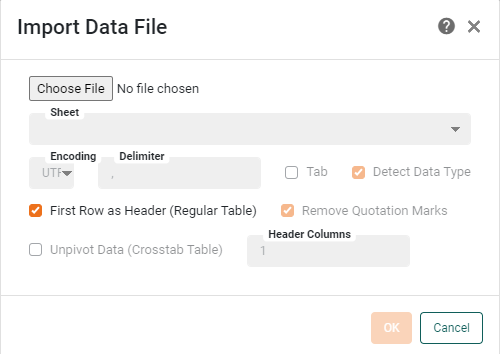 Import Data File
Choose File No file chosen
Sheet
Encoding Delimiter
UTF , Tab Detect Data Type
First Row as Header (Regular Table) Remove Quotation Marks
Header Columns
Unpivot Data (Crosstab Table) 1
OK Cancel